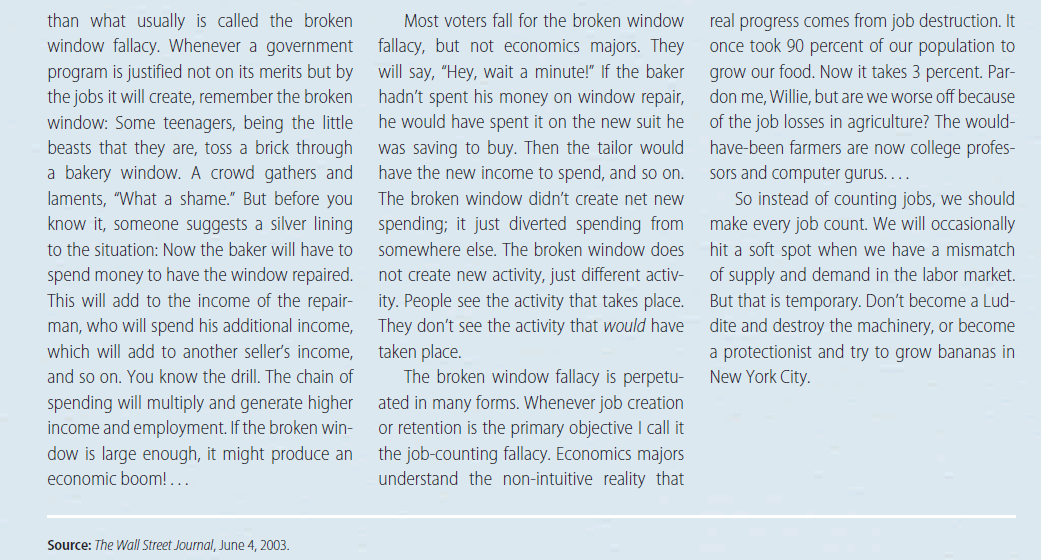 than what usually is called the broken
window fallacy. Whenever a government
program is justified not on its merits but by
the jobs it will create, remember the broken
window: Some teenagers, being the little
beasts that they are, toss a brick through
a bakery window. A crowd gathers and
laments, “What a shame.” But before you
know it, someone suggests a silver lining
to the situation: Now the baker will have to
spend money to have the window repaired.
This will add to the income of the repair-
man, who will spend his additional income,
which will add to another seller’s income,
and so on. You know the drill. The chain of
spending will multiply and generate higher
income and employment. If the broken win-
dow is large enough, it might produce an
economic boom! . . .
Most voters fall for the broken window
fallacy, but not economics majors. They
will say, “Hey, wait a minute!” If the baker
hadn’t spent his money on window repair,
he would have spent it on the new suit he
was saving to buy. Then the tailor would
have the new income to spend, and so on.
The broken window didn’t create net new
spending; it just diverted spending from
somewhere else. The broken window does
not create new activity, just different activ-
ity. People see the activity that takes place.
They don’t see the activity that would have
taken place.
The broken window fallacy is perpetu-
ated in many forms. Whenever job creation
or retention is the primary objective I call it
the job-counting fallacy. Economics majors
understand the non-intuitive reality that
real progress comes from job destruction. It
once took 90 percent of our population to
grow our food. Now it takes 3 percent. Par-
don me, Willie, but are we worse off because
of the job losses in agriculture? The would-
have-been farmers are now college profes-
sors and computer gurus. . . .
So instead of counting jobs, we should
make every job count. We will occasionally
hit a soft spot when we have a mismatch
of supply and demand in the labor market.
But that is temporary. Don’t become a Lud-
dite and destroy the machinery, or become
a protectionist and try to grow bananas in
New York City.
Source: The Wall Street Journal, June 4, 2003.